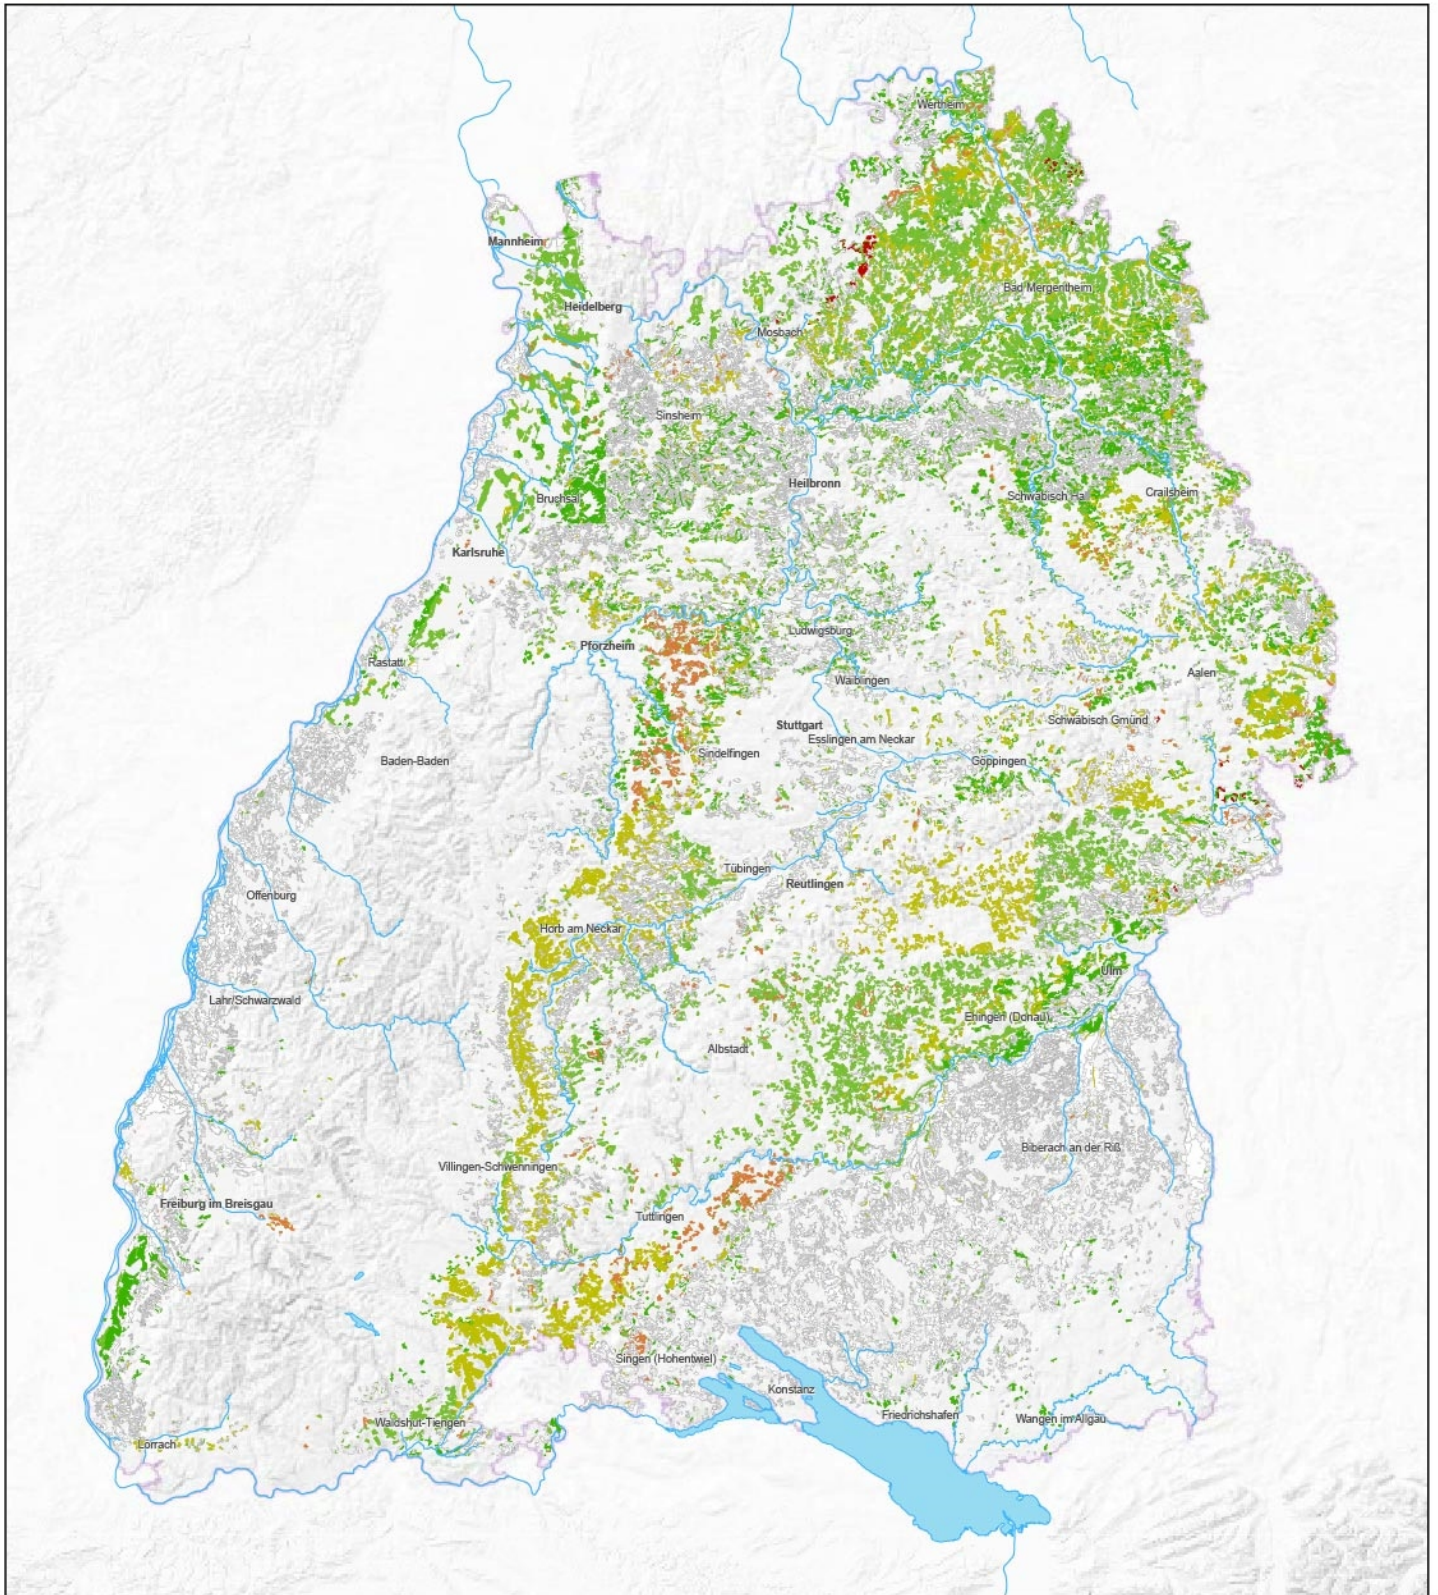 Wertheim
Mannheim
Bad Mergentheim
Heidelberg
Mosbach
Sinsheim
Heilbronn
Bruchsal
Schwäbisch Hall
Crailsheim
Karlsruhe
Ludwigsburg
Pforzheim
Rastatt
Waiblingen
Aalen
Stuttgart
Schwäbisch Gmünd
Esslingen am Neckar
Sindelfingen
Baden-Baden
Göppingen
Tübingen
Reutlingen
Offenburg
Horb am Neckar
Ulm
Lahr/Schwarzwald
Ehingen (Donau)
Albstadt
Biberach an der Riß
Villingen-Schwenningen
Freiburg im Breisgau
Tuttlingen
Singen (Hohentwiel)
Konstanz
Friedrichshafen
Wangen im Allgäu
Waldshut-Tiengen
Lörrach